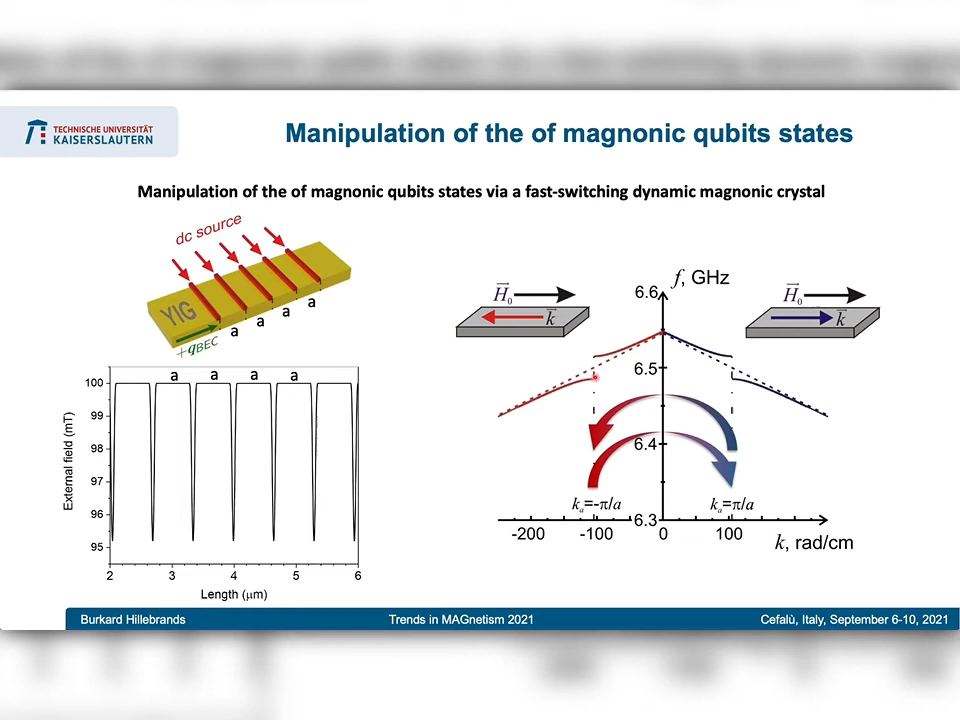 TECHNISCHE UNIVERSITÄT
KAISERSLAUTERN
Manipulation of the of magnonic qubits states
Manipulation of the of magnonic qubits states via a fast-switching dynamic magnonic crystal
dc source
YIG
a
a
a
a
+qBEC
a a a a
100
99
98
97
96
95
External field (mT)
2 3 4 5 6
Length (μm)
f, GHz
6.6
6.5
6.4
6.3
H0
k
H0
k
ka=-π/a
ka=π/a
-200 -100 0 100
k, rad/cm
Burkard Hillebrands
Trends in MAGnetism 2021
Cefalù, Italy, September 6-10, 2021